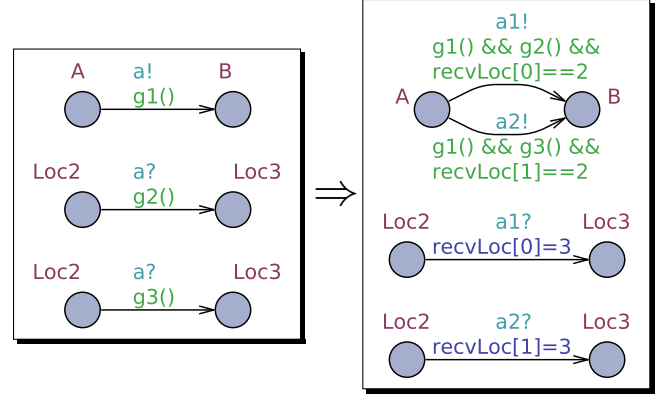 A a! B
g1()
Loc2 a? Loc3
g2()
Loc2 a? Loc3
g3()
⇒
a1!
g1() && g2() &&
recvLoc[0]==2
A B
a2!
g1() && g3() &&
recvLoc[1]==2
Loc2 a1? Loc3
recvLoc[0]=3
Loc2 a2? Loc3
recvLoc[1]=3